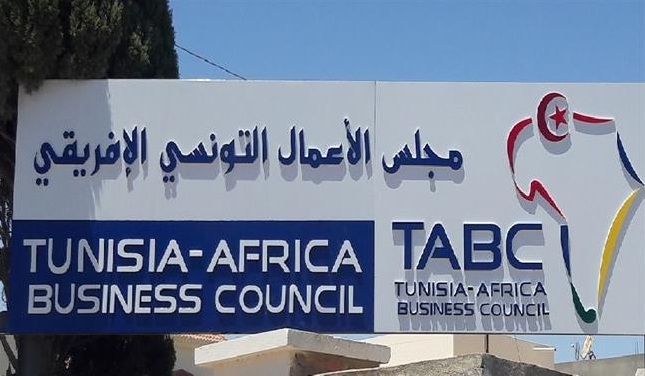 مجلس الأعمال التونسي الإفريقي
TUNISIA-AFRICA
BUSINESS COUNCIL
TABC
TUNISIA-AFRICA
BUSINESS COUNCIL